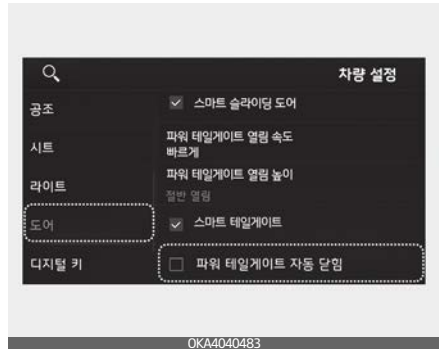 차량 설정
공조
시트
라이트
도어
디지털 키
스마트 슬라이딩 도어
파워 테일게이트 열림 속도
빠르게
파워 테일게이트 열림 높이
절반 열림
스마트 테일게이트
파워 테일게이트 자동 닫힘
OKA4040483